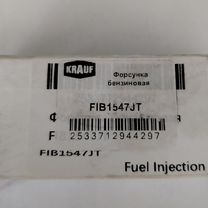 KRAUF
Форсунка
бензиновая
FIB1547JT
Ф а
F 2533712944297
FIB1547JT
Fuel Injection